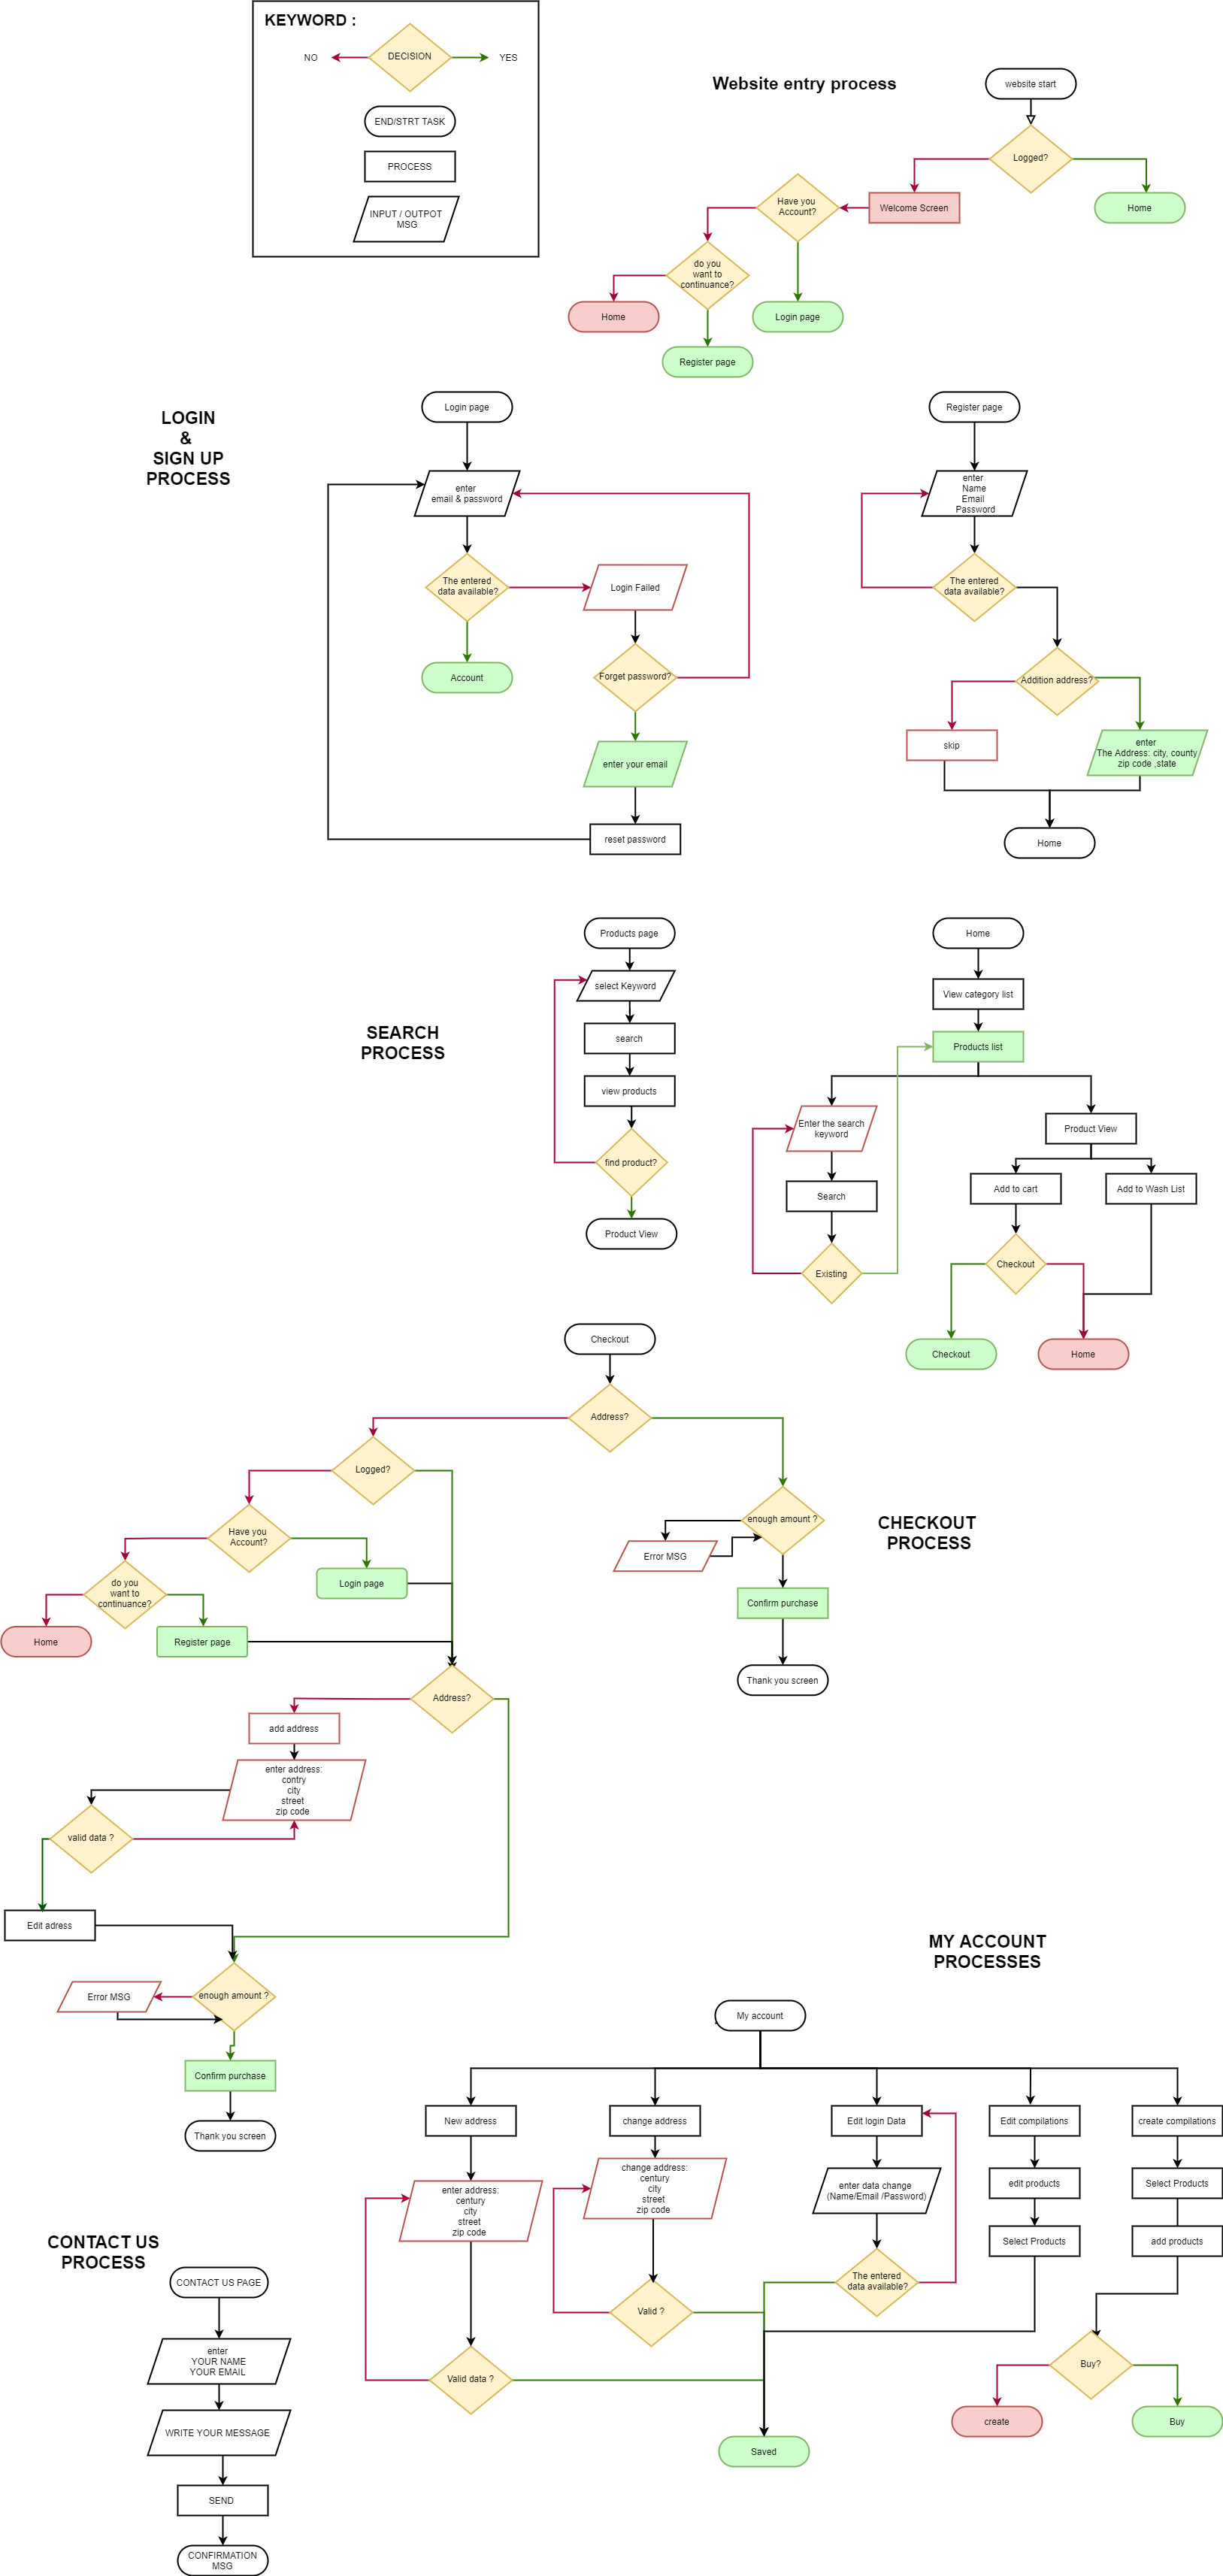 KEYWORD :
NO
DECISION
YES
END/STRT TASK
PROCESS
INPUT / OUTPOT
MSG
Website entry process
website start
Logged?
Welcome Screen
Home
Have you
Account?
do you
want to
continuance?
Home
Login page
Register page
LOGIN
&
SIGN UP
PROCESS
Login page
enter
email & password
The entered
data available?
Login Failed
Account
Forget password?
enter your email
reset password
Register page
enter
Name
Email
Password
The entered
data available?
Addition address?
skip
enter
The Address: city, county,
zip code ,state
Home
SEARCH
PROCESS
Products page
select Keyword
search
view products
find product?
Product View
Home
View category list
Products list
Enter the search
keyword
Search
Existing
Product View
Add to cart
Add to Wash List
Checkout
Checkout
Home
CHECKOUT
PROCESS
Checkout
Address?
Logged?
Have you
Account?
do you
want to
continuance?
Login page
Home
Register page
enough amount ?
Error MSG
Confirm purchase
Thank you screen
Address?
add address
enter address:
contry
city
street
zip code
valid data ?
Edit adress
enough amount ?
Error MSG
Confirm purchase
Thank you screen
MY ACCOUNT
PROCESSES
My account
New address
change address
Edit login Data
Edit compilations
create compilations
enter address:
century
city
street
zip code
change address:
century
city
street
zip code
enter data change
(Name/Email /Password)
edit products
Select Products
Select Products
add products
The entered
data available?
Valid ?
Valid data ?
Buy?
create
Buy
Saved
CONTACT US
PROCESS
CONTACT US PAGE
enter
YOUR NAME
YOUR EMAIL
WRITE YOUR MESSAGE
SEND
CONFIRMATION
MSG